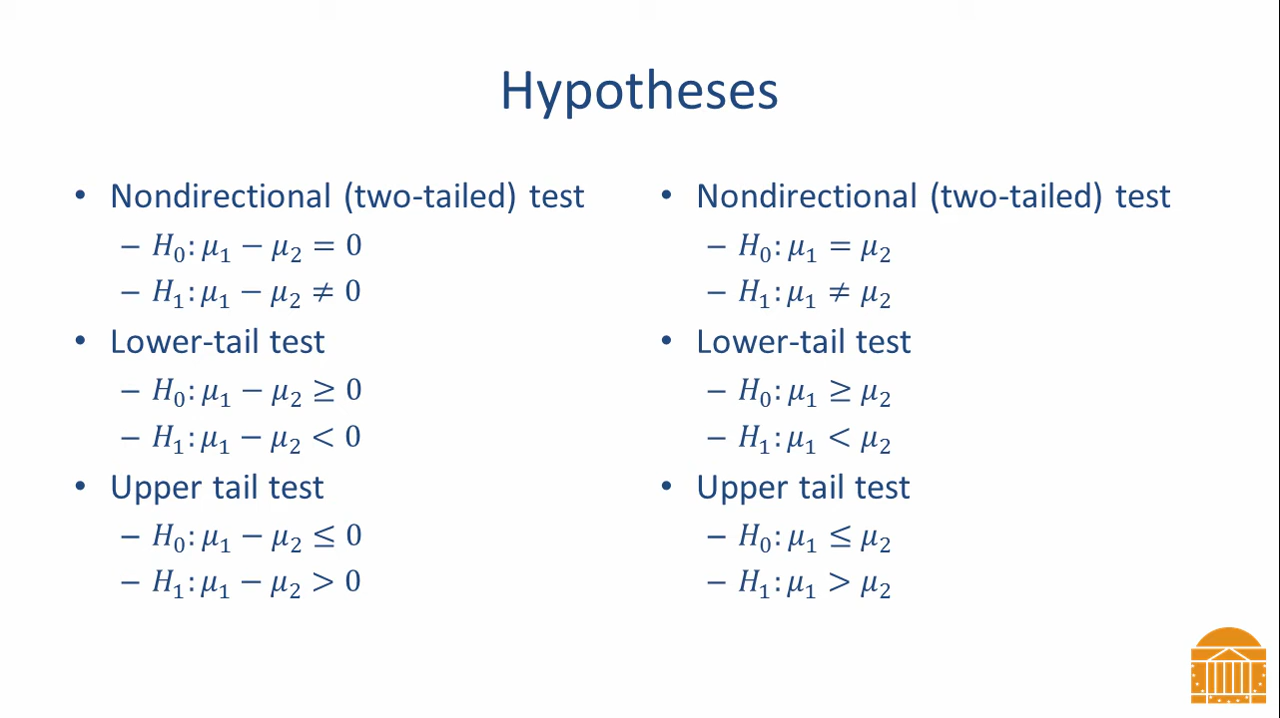 Hypotheses
• Nondirectional (two-tailed) test
– H₀: μ₁ − μ₂ = 0
– H₁: μ₁ − μ₂ ≠ 0
• Lower-tail test
– H₀: μ₁ − μ₂ ≥ 0
– H₁: μ₁ − μ₂ < 0
• Upper tail test
– H₀: μ₁ − μ₂ ≤ 0
– H₁: μ₁ − μ₂ > 0
• Nondirectional (two-tailed) test
– H₀: μ₁ = μ₂
– H₁: μ₁ ≠ μ₂
• Lower-tail test
– H₀: μ₁ ≥ μ₂
– H₁: μ₁ < μ₂
• Upper tail test
– H₀: μ₁ ≤ μ₂
– H₁: μ₁ > μ₂